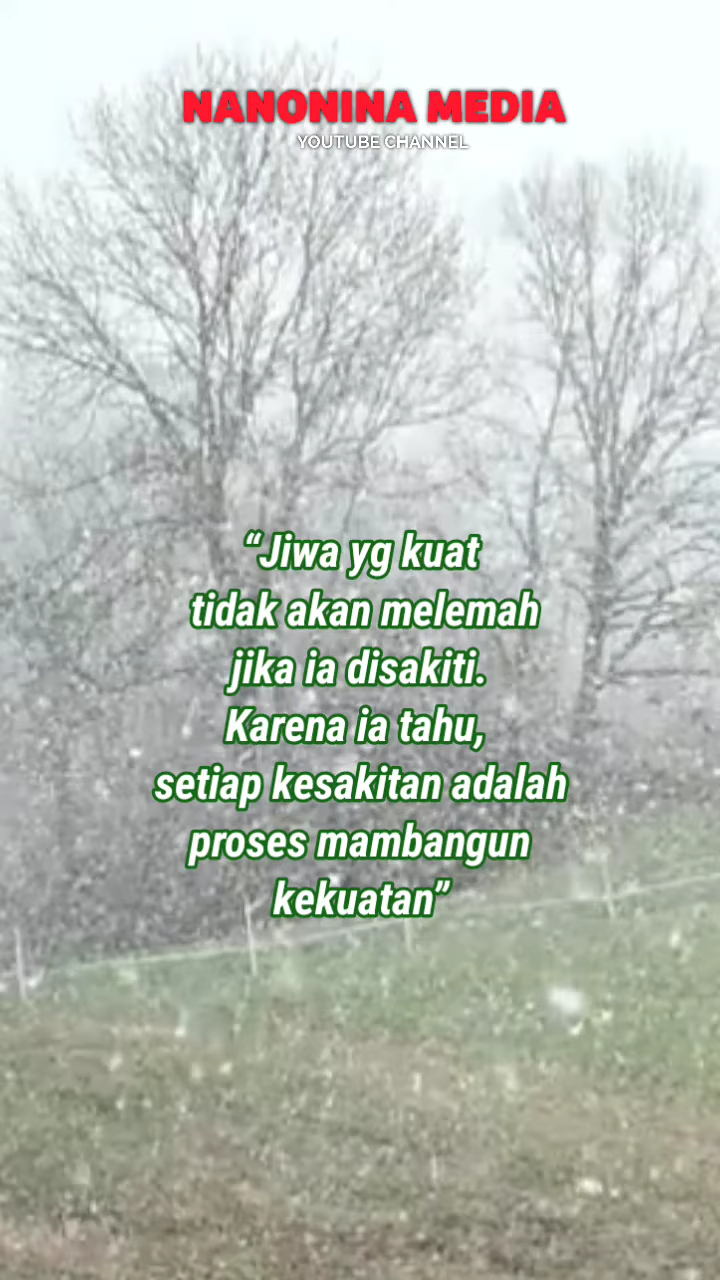 NANONINA MEDIA
YOUTUBE CHANNEL
“Jiwa yg kuat
tidak akan melemah
jika ia disakiti.
Karena ia tahu,
setiap kesakitan adalah
proses mambangun
kekuatan”